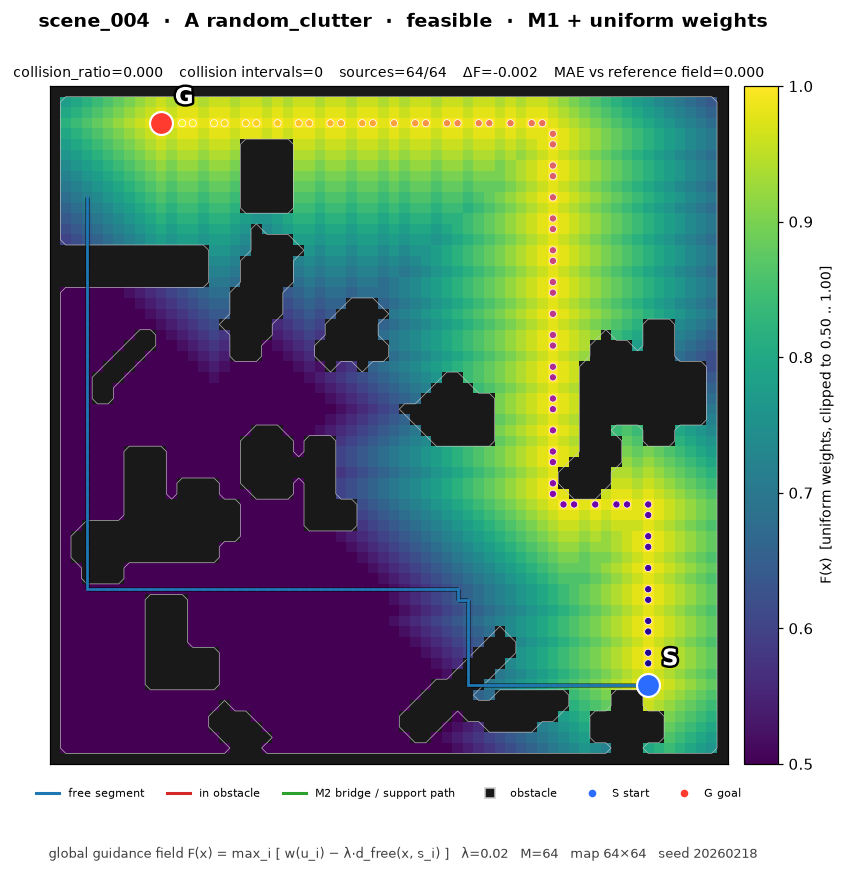 scene_004 · A random_clutter · feasible · M1 + uniform weights
collision_ratio=0.000 collision intervals=0 sources=64/64 ΔF=-0.002 MAE vs reference field=0.000
G
S
1.0
0.9
0.8
0.7
0.6
0.5
F(x) [uniform weights, clipped to 0.50 .. 1.00]
free segment in obstacle M2 bridge / support path obstacle S start G goal
global guidance field F(x) = max_i [ w(u_i) − λ·d_free(x, s_i) ] λ=0.02 M=64 map 64×64 seed 20260218